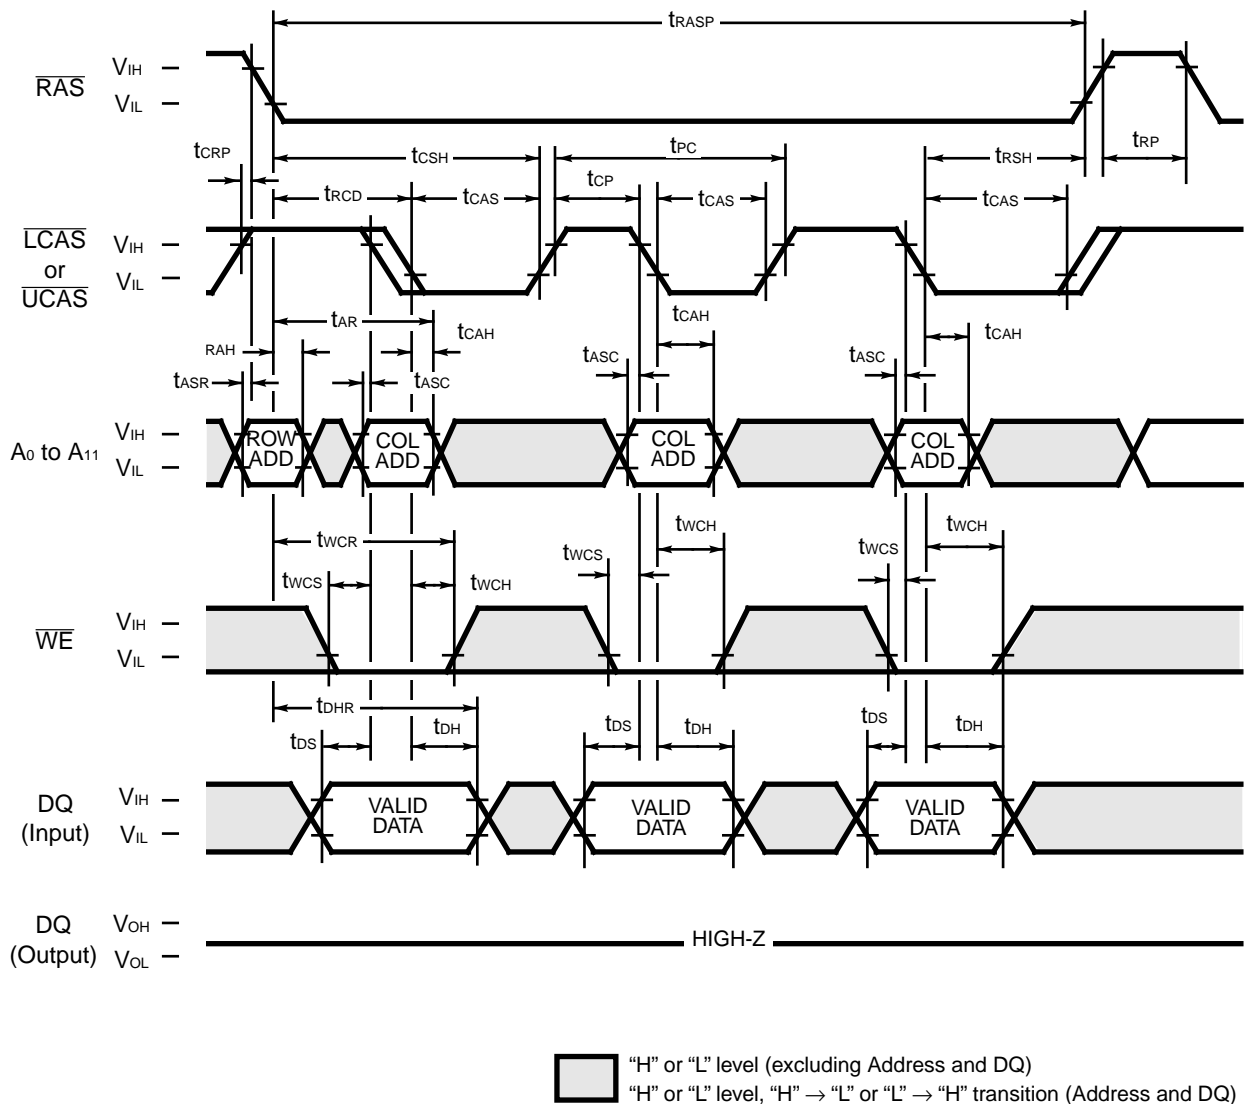 tRASP
RAS
VIH
VIL
tCRP
tCSH
tPC
tRSH
tRP
tRCD
tCAS
tCP
tCAS
tCAS
LCAS
or
UCAS
VIH
VIL
tAR
tCAH
tCAH
tCAH
RAH
tASR
tASC
tASC
tASC
A0 to A11
VIH
VIL
ROW
ADD
COL
ADD
COL
ADD
COL
ADD
tWCR
tWCH
tWCH
tWCS
tWCH
tWCS
tWCS
WE
VIH
VIL
tDHR
tDS
tDH
tDS
tDH
tDS
tDH
DQ
(Input)
VIH
VIL
VALID
DATA
VALID
DATA
VALID
DATA
DQ
(Output)
VOH
VOL
HIGH-Z
“H” or “L” level (excluding Address and DQ)
“H” or “L” level, “H” → “L” or “L” → “H” transition (Address and DQ)